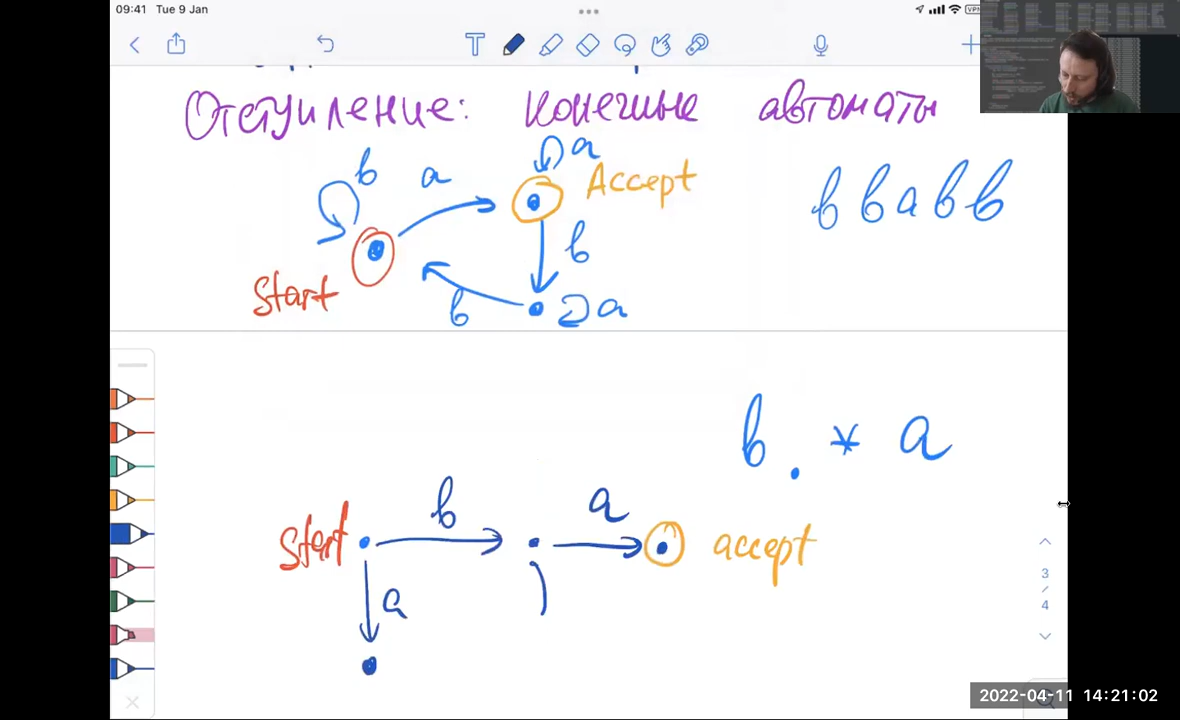 09:41 Tue 9 Jan
VPN
Отступление: конечные автоматы
b a a Accept
b b a b b
b
Start b a
b . * a
start b a accept
a
3
/
4
2022-04-11 14:21:02